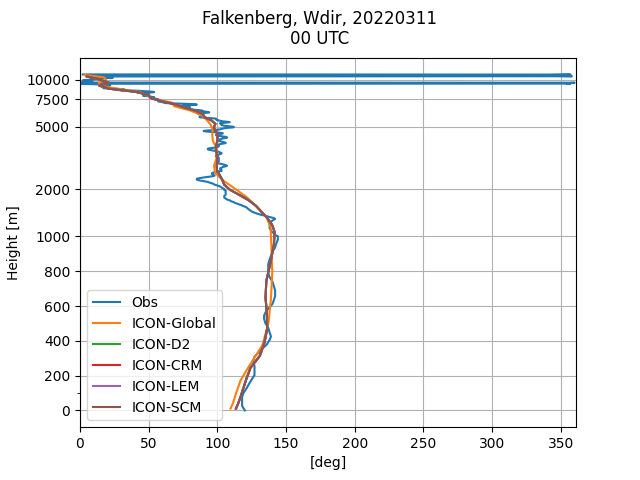 Falkenberg, Wdir, 20220311
00 UTC
Height [m]
10000
7500
5000
2000
1000
800
600
400
200
0
Obs
ICON-Global
ICON-D2
ICON-CRM
ICON-LEM
ICON-SCM
0 50 100 150 200 250 300 350
[deg]